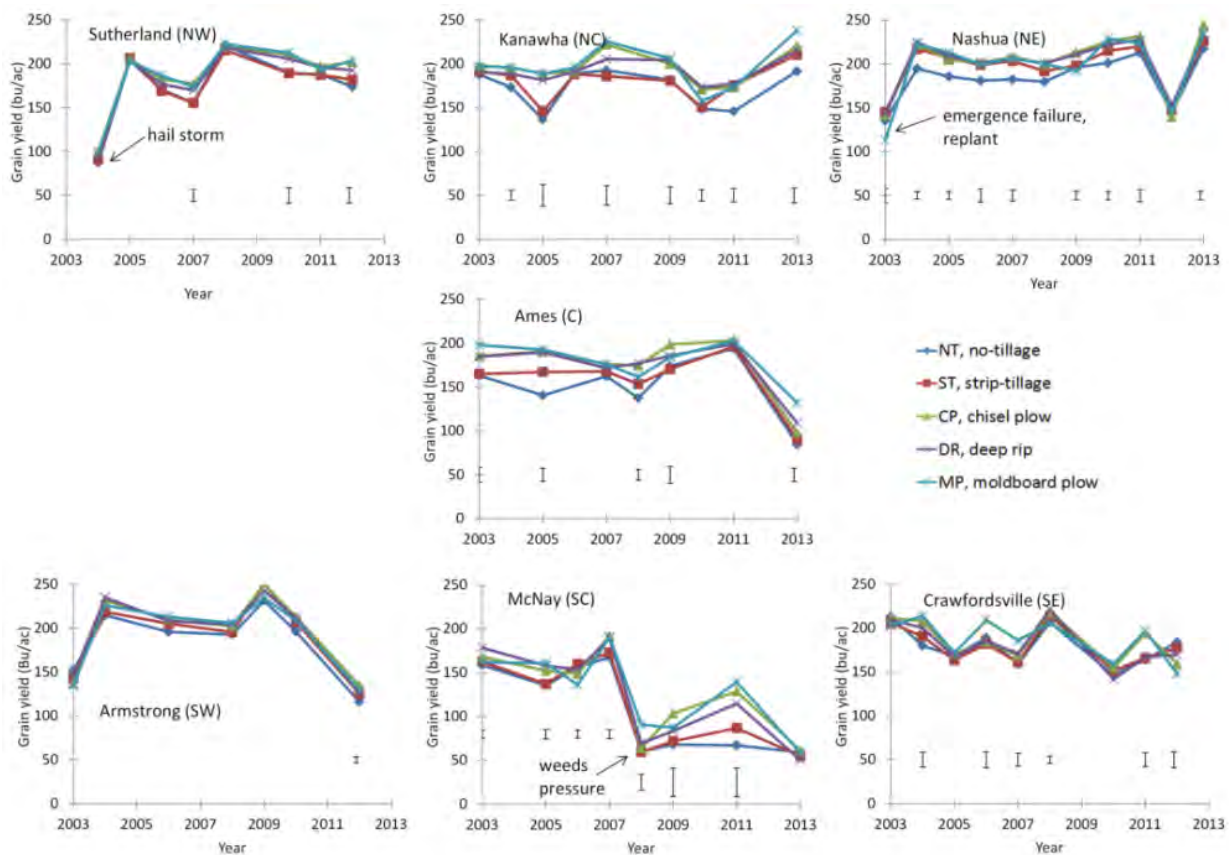 Sutherland (NW)
Grain yield (bu/ac)
250
200
150
100
50
0
hail storm
2003 2005 2007 2009 2011 2013
Year
Kanawha (NC)
Grain yield (bu/ac)
250
200
150
100
50
0
2003 2005 2007 2009 2011 2013
Nashua (NE)
Grain yield (bu/ac)
250
200
150
100
50
0
emergence failure,
replant
2003 2005 2007 2009 2011 2013
Ames (C)
Grain yield (bu/ac)
250
200
150
100
50
0
2003 2005 2007 2009 2011 2013
NT, no-tillage
ST, strip-tillage
CP, chisel plow
DR, deep rip
MP, moldboard plow
Armstrong (SW)
Grain yield (Bu/ac)
250
200
150
100
50
0
2003 2005 2007 2009 2011 2013
Year
McNay (SC)
Grain yield (bu/ac)
250
200
150
100
50
0
weeds
pressure
2003 2005 2007 2009 2011 2013
Year
Crawfordsville (SE)
Grain yield (bu/ac)
250
200
150
100
50
0
2003 2005 2007 2009 2011 2013
Year